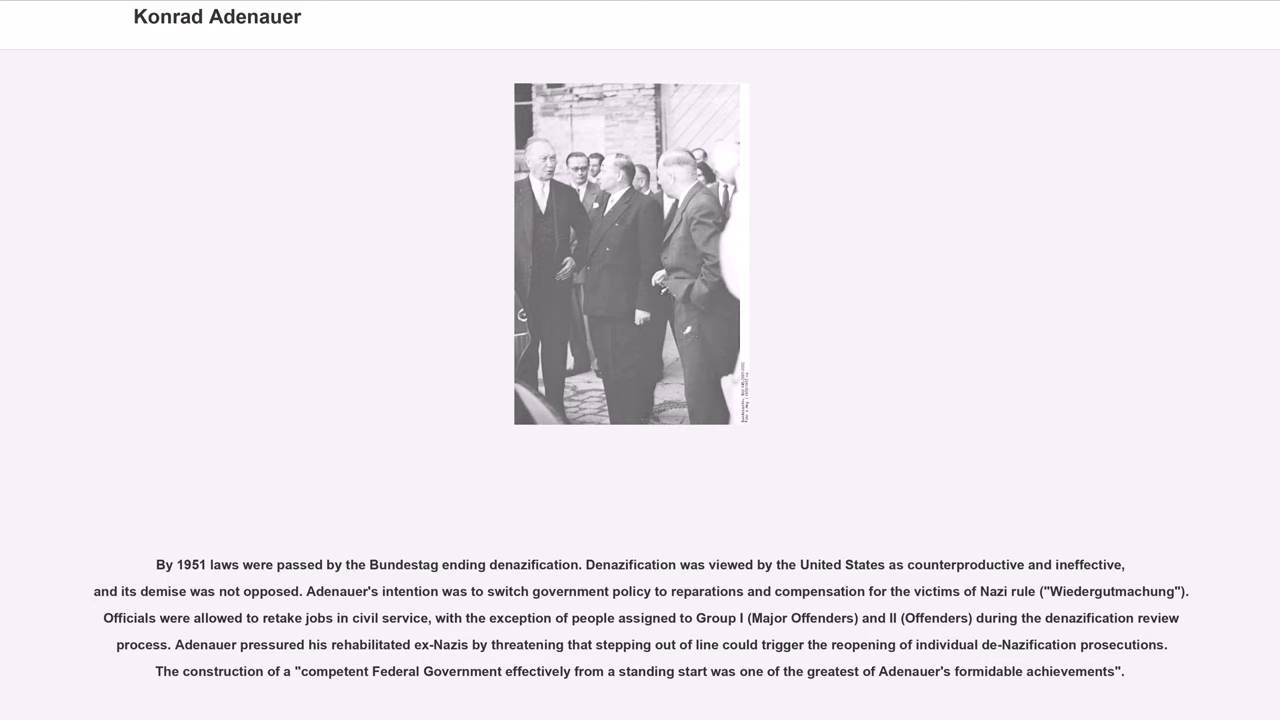 Konrad Adenauer
By 1951 laws were passed by the Bundestag ending denazification. Denazification was viewed by the United States as counterproductive and ineffective,
and its demise was not opposed. Adenauer's intention was to switch government policy to reparations and compensation for the victims of Nazi rule ("Wiedergutmachung").
Officials were allowed to retake jobs in civil service, with the exception of people assigned to Group I (Major Offenders) and II (Offenders) during the denazification review
process. Adenauer pressured his rehabilitated ex-Nazis by threatening that stepping out of line could trigger the reopening of individual de-Nazification prosecutions.
The construction of a "competent Federal Government effectively from a standing start was one of the greatest of Adenauer's formidable achievements".